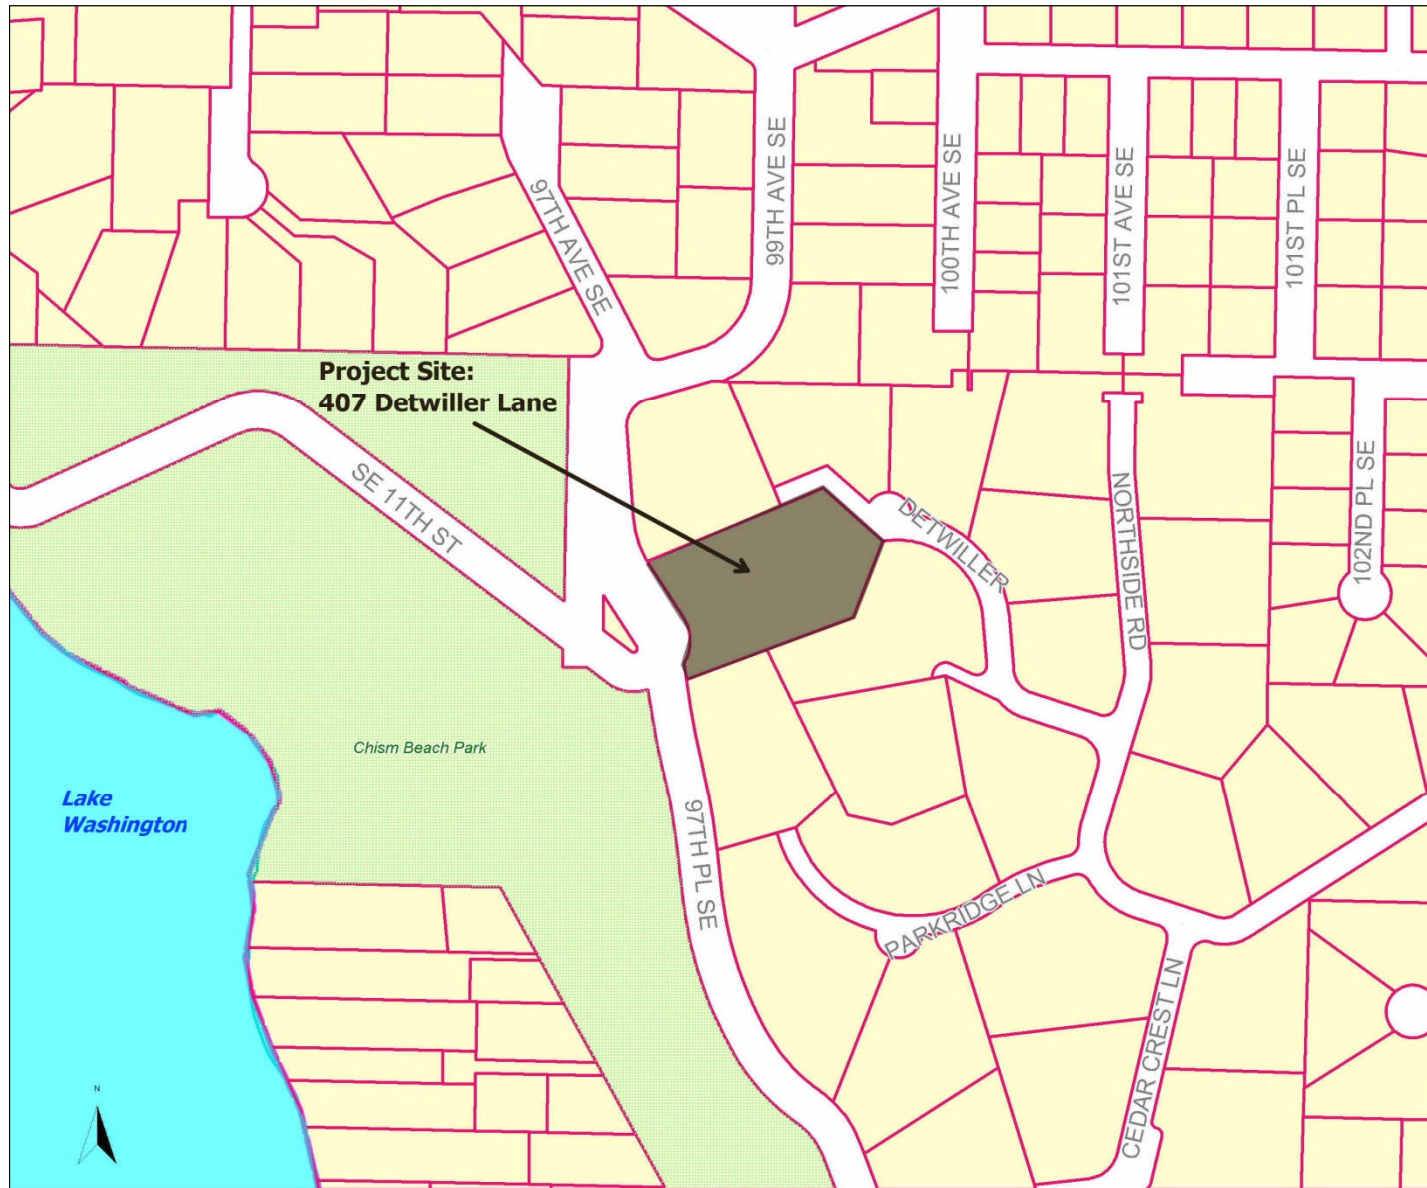 99TH AVE SE
100TH AVE SE
101ST AVE SE
101ST PL SE
97TH AVE SE
Project Site:
407 Detwiller Lane
SE 11TH ST
DETWILLER
NORTHSIDE RD
102ND PL SE
Chism Beach Park
Lake
Washington
97TH PL SE
PARKRIDGE LN
CEDAR CREST LN
N